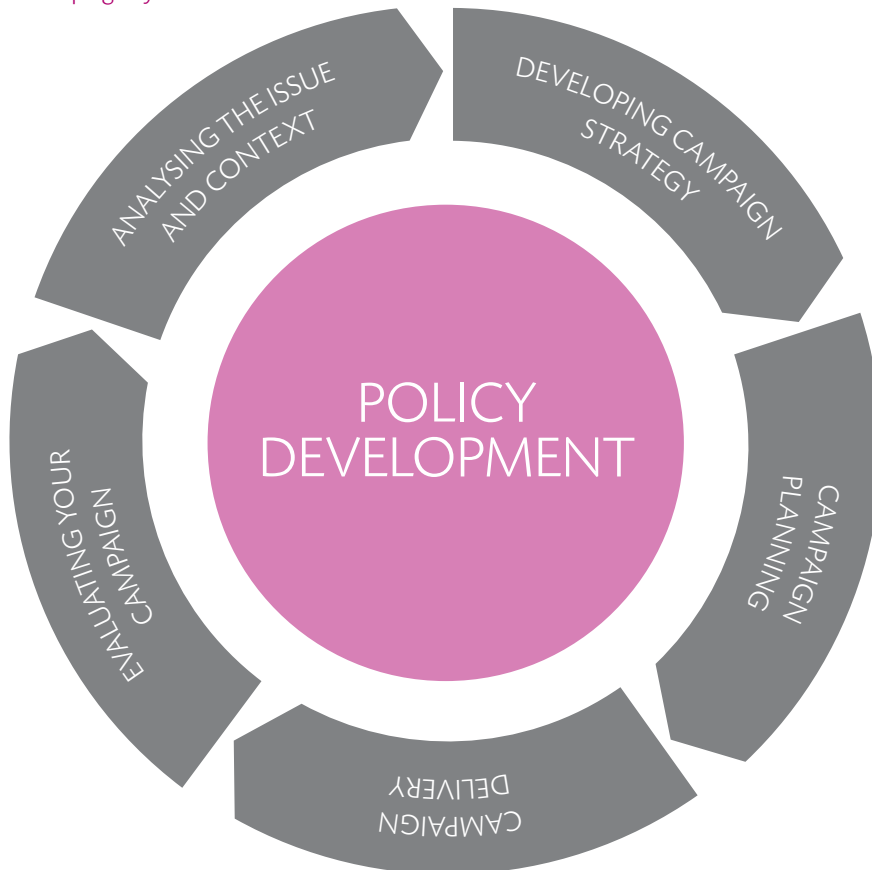 ANALYSING THE ISSUE
AND CONTEXT
DEVELOPING CAMPAIGN
STRATEGY
CAMPAIGN
PLANNING
CAMPAIGN
DELIVERY
EVALUATING YOUR
CAMPAIGN
POLICY
DEVELOPMENT